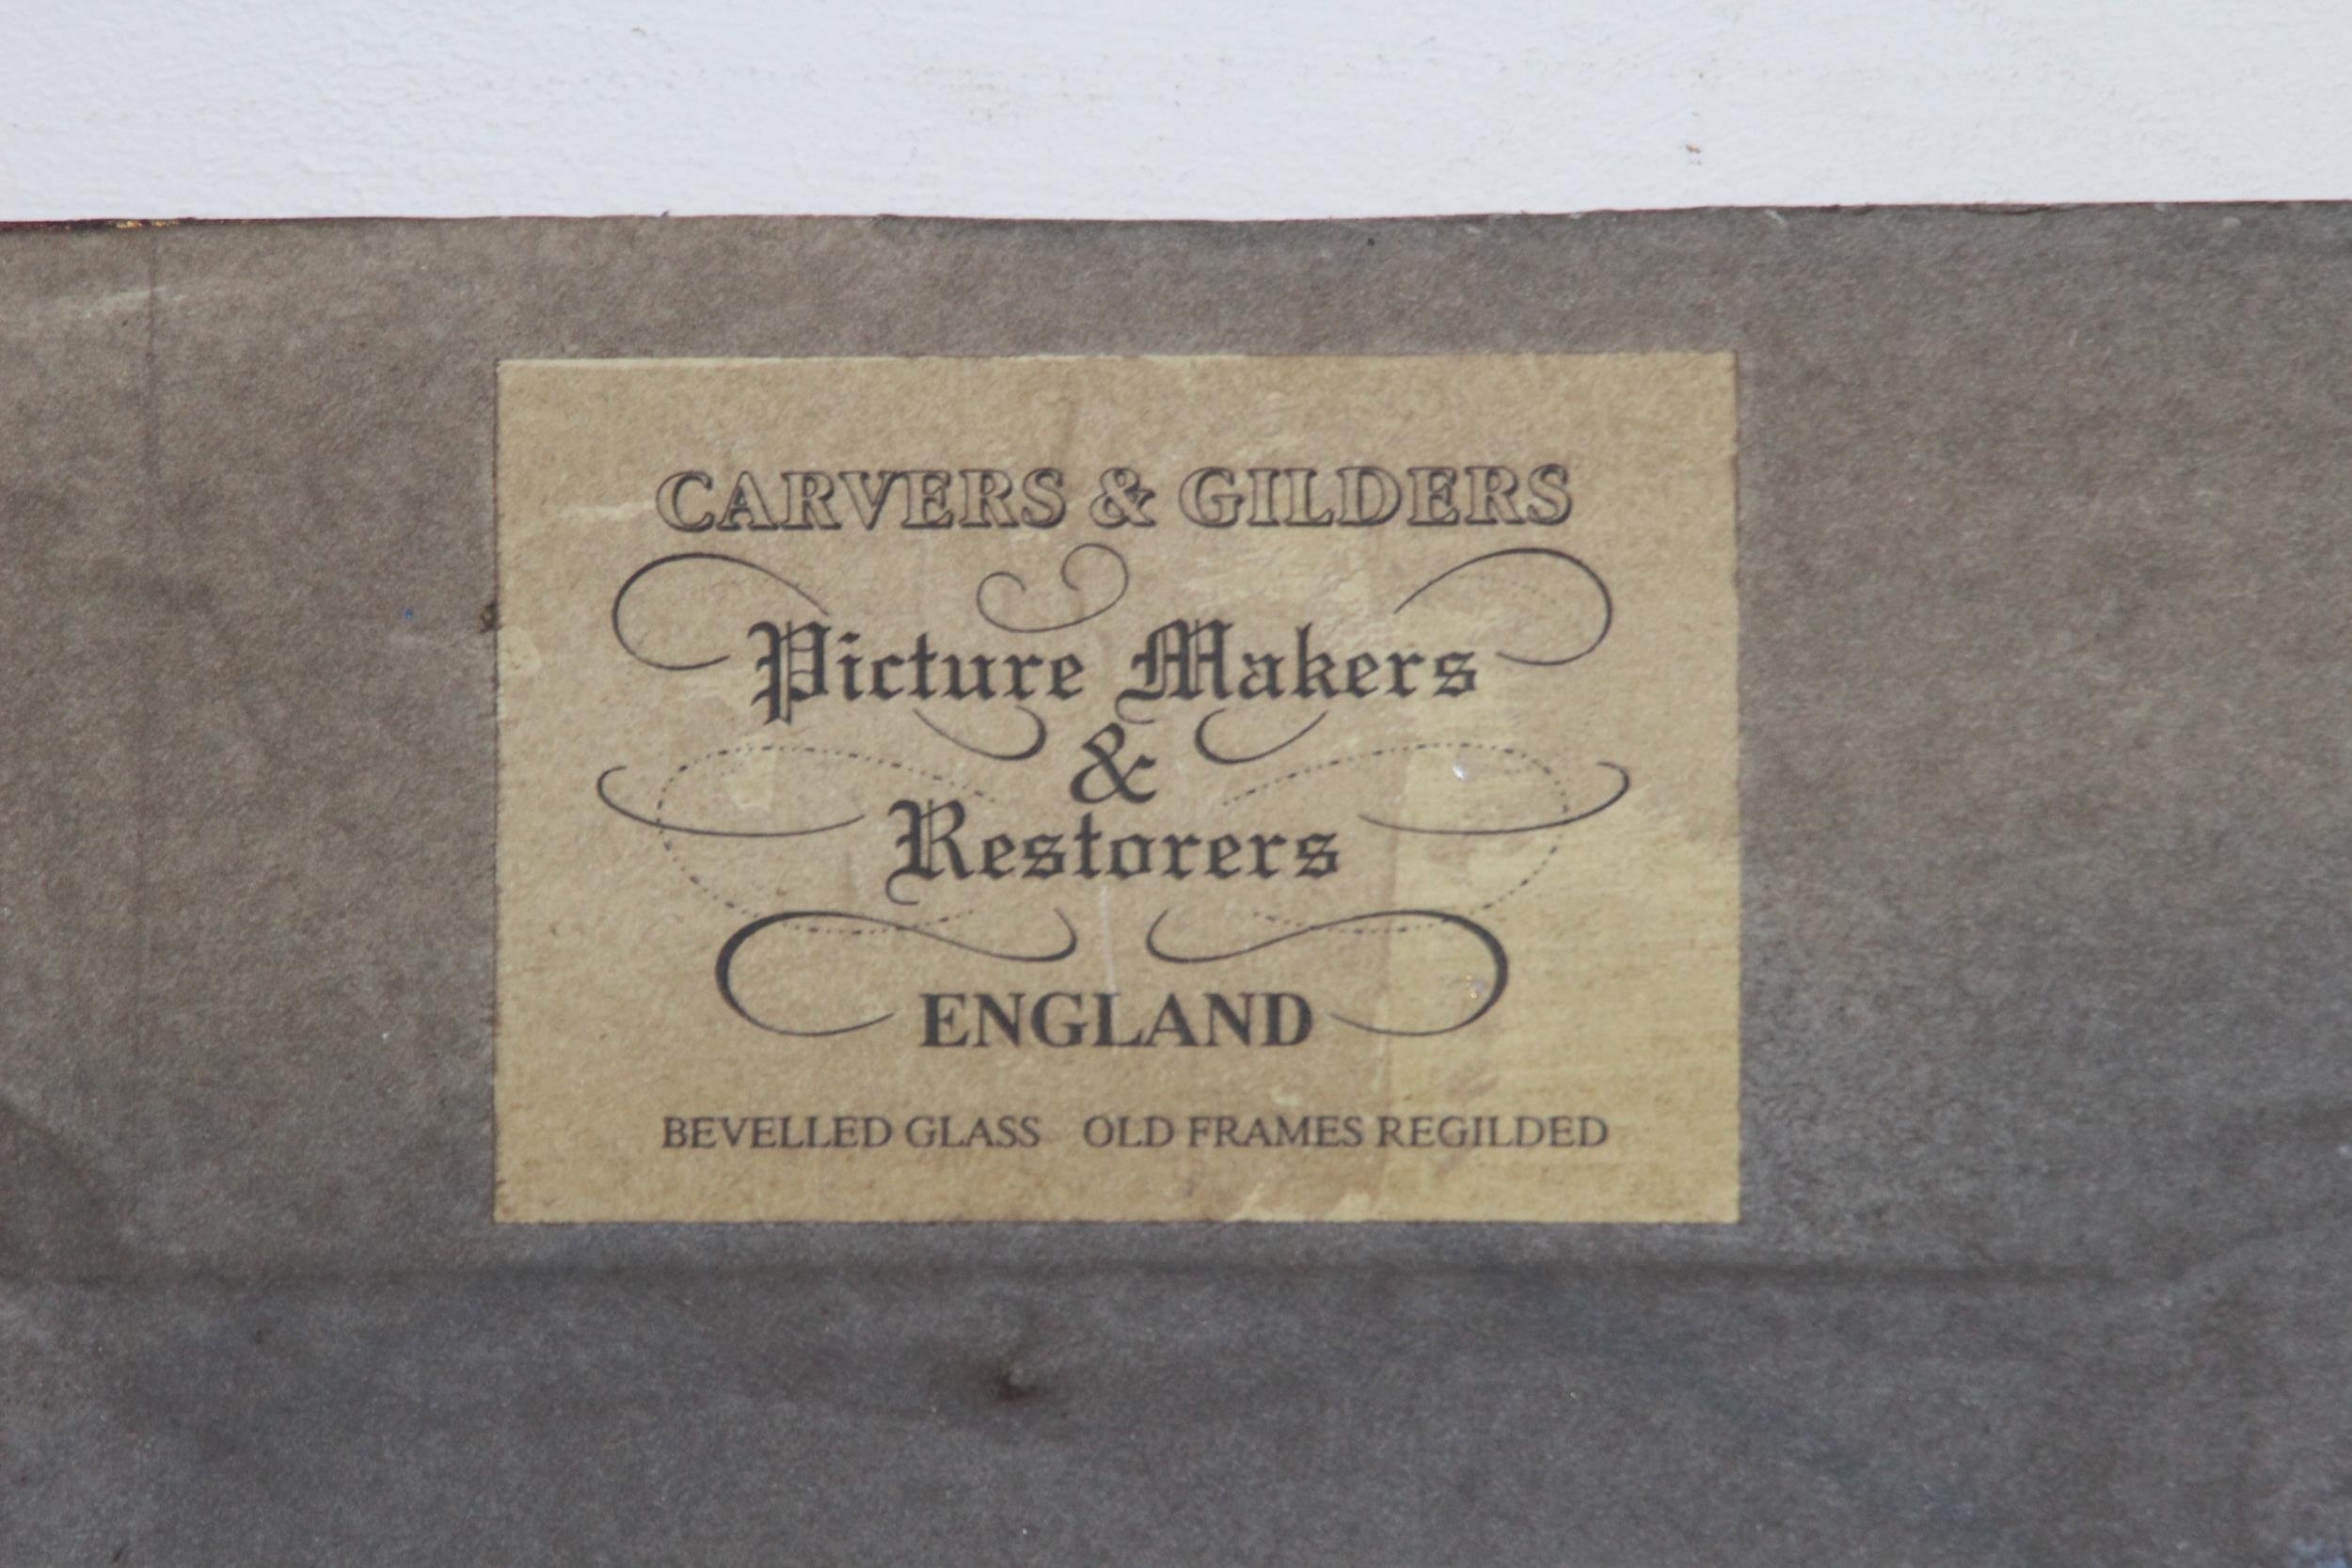 CARVERS & GILDERS
Picture Makers
&
Restorers
ENGLAND
BEVELLED GLASS OLD FRAMES REGILDED